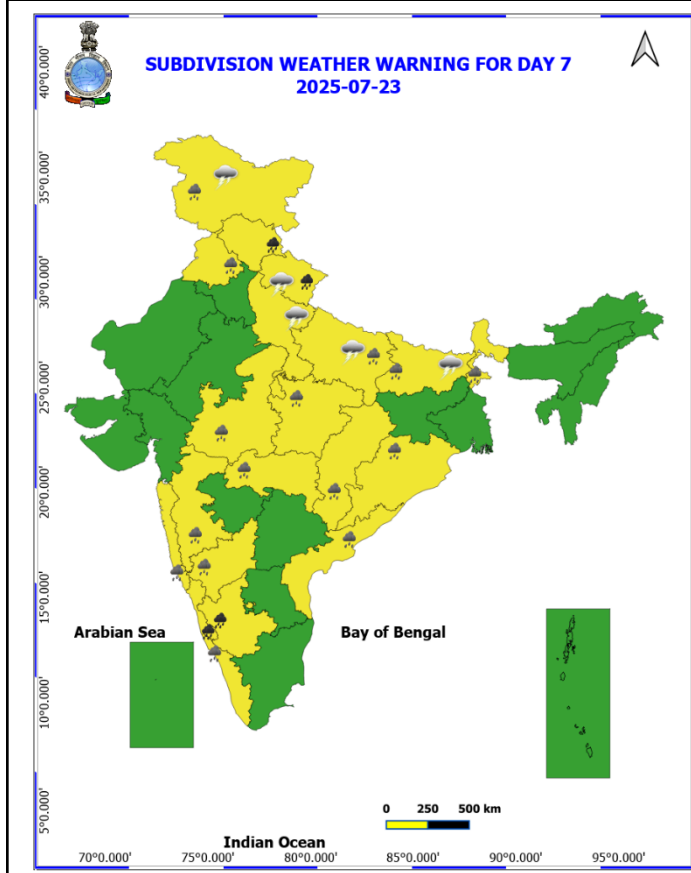 SUBDIVISION WEATHER WARNING FOR DAY 7
2025-07-23
40°0.000'
35°0.000'
30°0.000'
25°0.000'
20°0.000'
15°0.000'
10°0.000'
5°0.000'
Arabian Sea
Bay of Bengal
0 250 500 km
Indian Ocean
70°0.000' 75°0.000' 80°0.000' 85°0.000' 90°0.000' 95°0.000'